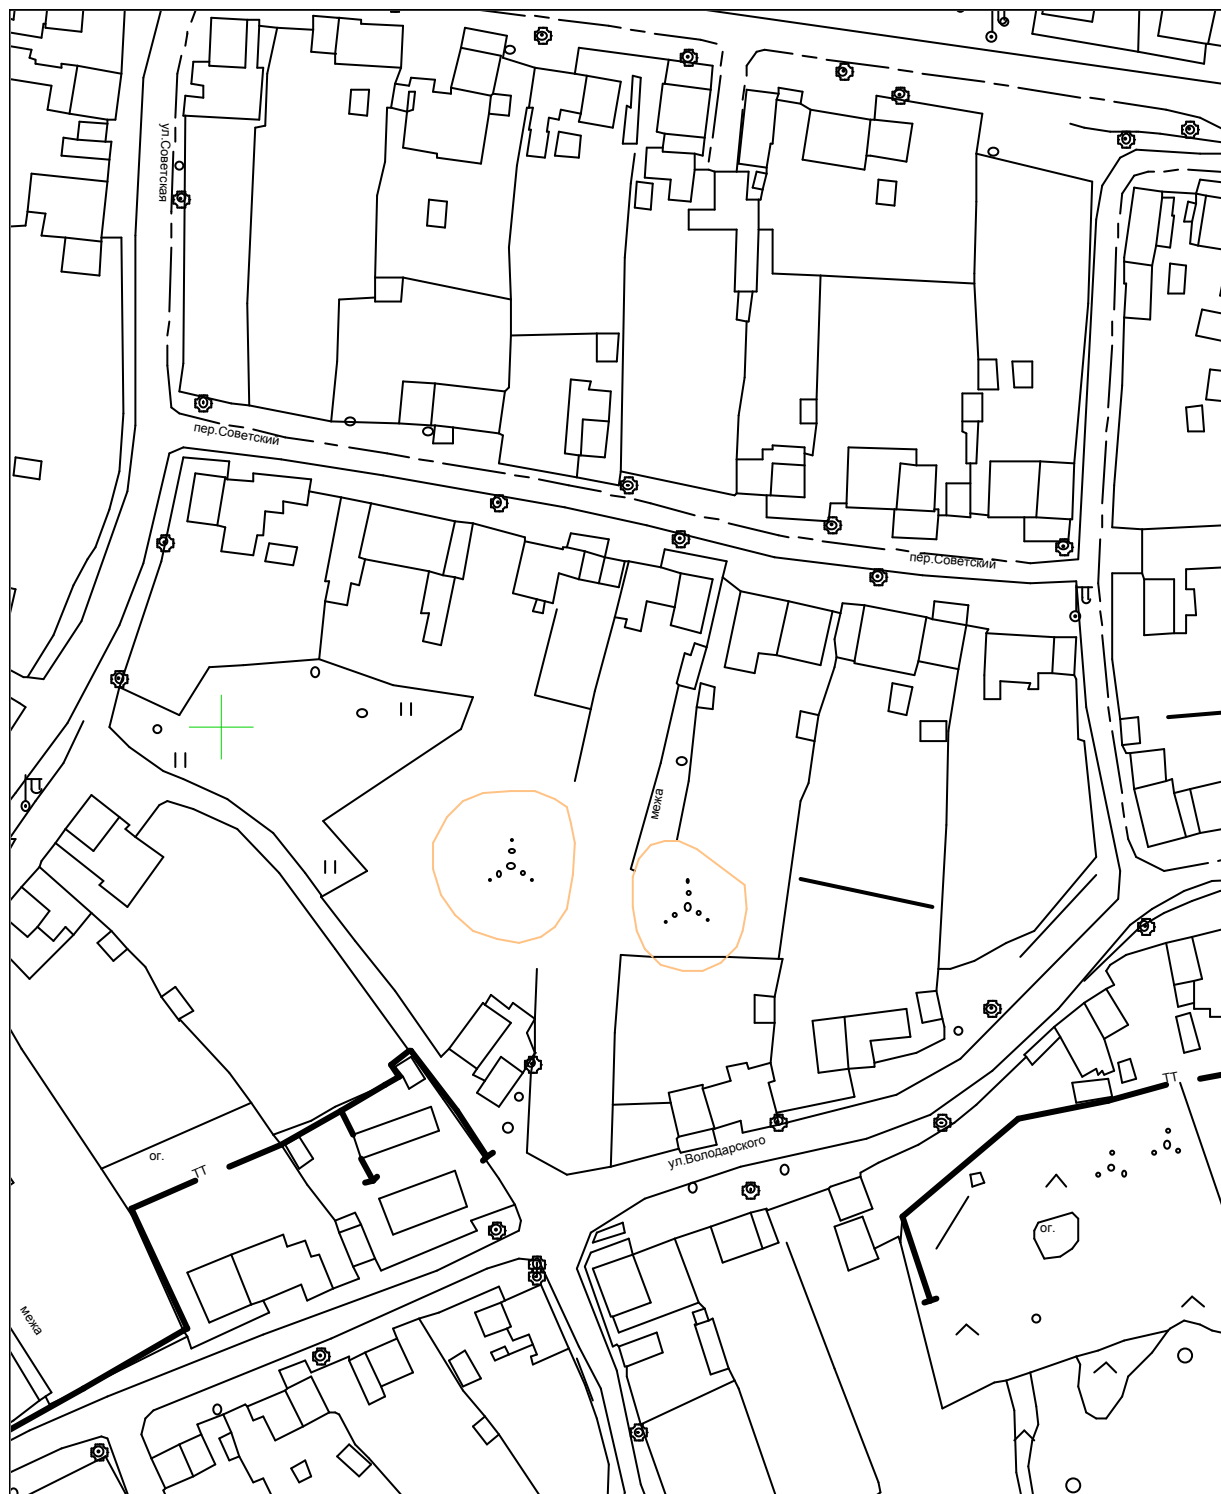 ул.Советская
пер.Советский
пер.Советский
межа
ТТ
ул.Володарского
ог.
ТТ
ог.
межа